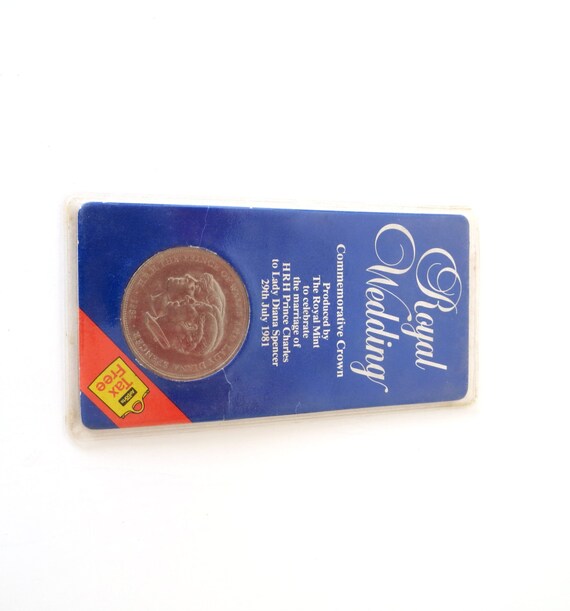 Royal
Wedding
Commemorative Crown
Produced by
The Royal Mint
to celebrate
the marriage of
HRH Prince Charles
to Lady Diana Spencer
29th July 1981
Tax
Free